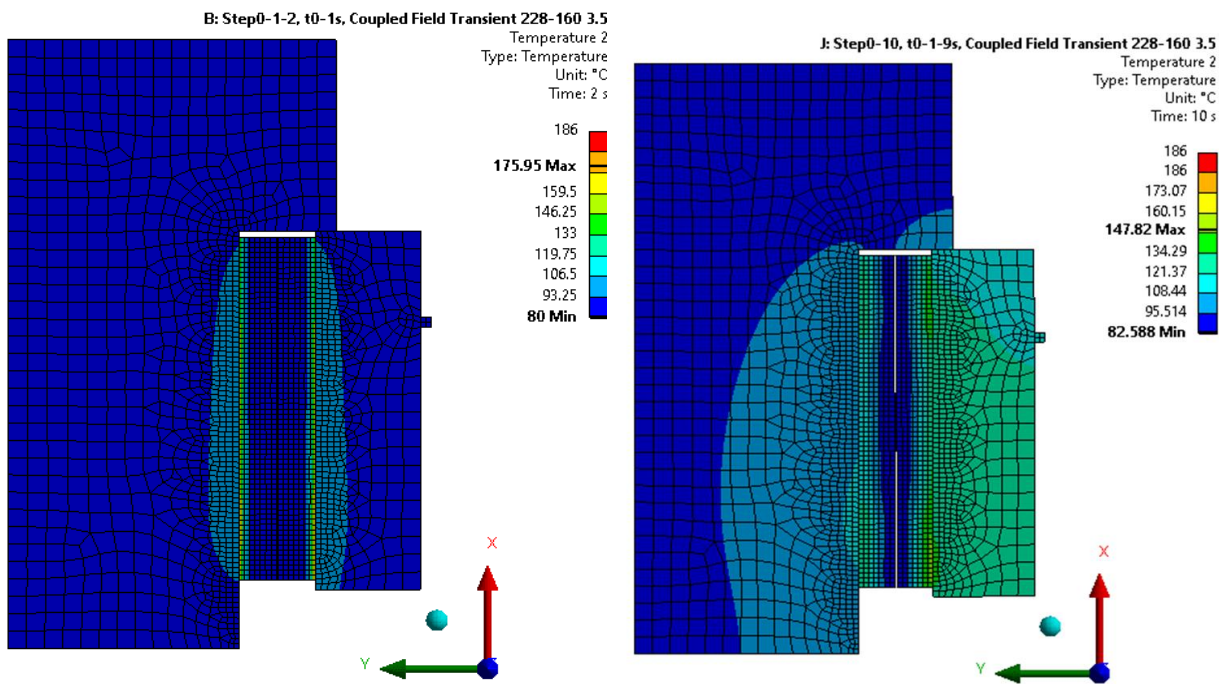 B: Step0-1-2, t0-1s, Coupled Field Transient 228-160 3.5
Temperature 2
Type: Temperature
Unit: °C
Time: 2 s
186
175.95 Max
159.5
146.25
133
119.75
106.5
93.25
80 Min
X
Y
J: Step0-10, t0-1-9s, Coupled Field Transient 228-160 3.5
Temperature 2
Type: Temperature
Unit: °C
Time: 10 s
186
186
173.07
160.15
147.82 Max
134.29
121.37
108.44
95.514
82.588 Min
X
Y